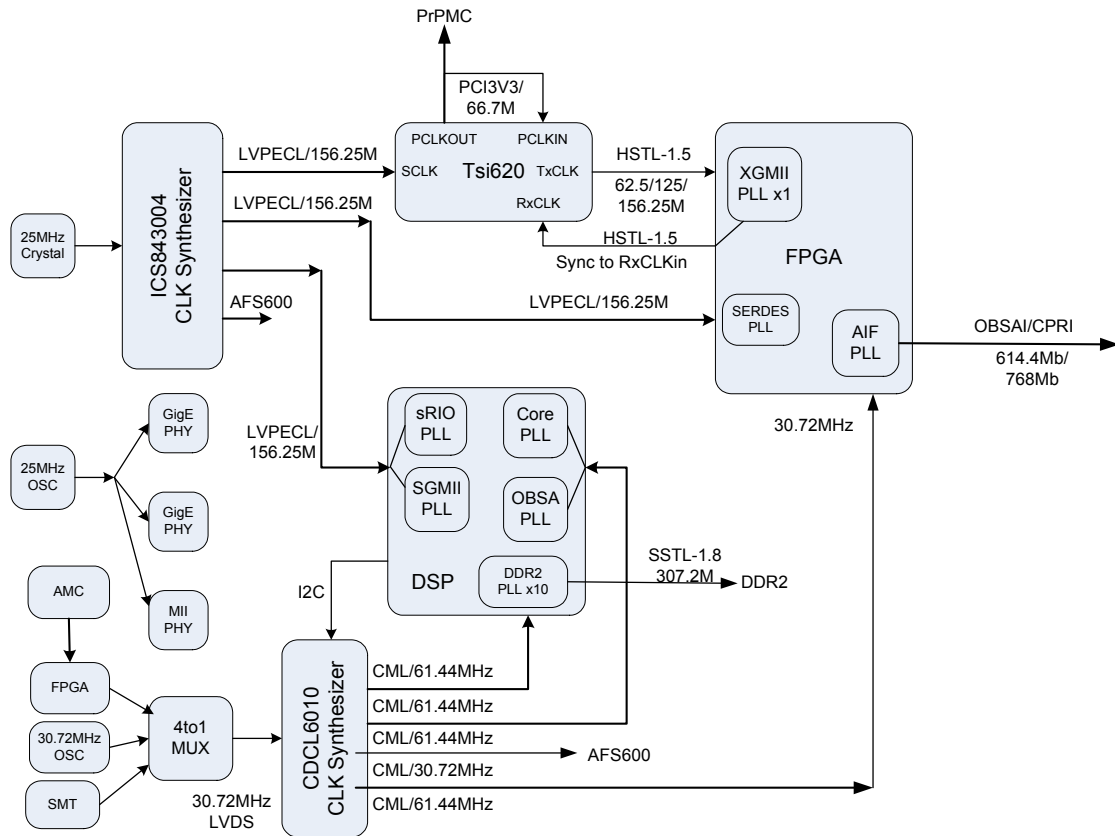 PrPMC
PCI3V3/
66.7M
PCLKOUT
PCLKIN
LVPECL/156.25M
SCLK
Tsi620
TxCLK
RxCLK
HSTL-1.5
62.5/125/
156.25M
XGMII
PLL x1
LVPECL/156.25M
HSTL-1.5
Sync to RxCLKin
FPGA
25MHz
Crystal
ICS843004
CLK Synthesizer
AFS600
LVPECL/156.25M
SERDES
PLL
AIF
PLL
OBSAI/CPRI
614.4Mb/
768Mb
30.72MHz
GigE
PHY
25MHz
OSC
GigE
PHY
MII
PHY
LVPECL/
156.25M
sRIO
PLL
Core
PLL
SGMII
PLL
OBSA
PLL
DSP
DDR2
PLL x10
SSTL-1.8
307.2M
DDR2
I2C
AMC
FPGA
30.72MHz
OSC
SMT
4to1
MUX
30.72MHz
LVDS
CDCL6010
CLK Synthesizer
CML/61.44MHz
CML/61.44MHz
CML/61.44MHz
AFS600
CML/30.72MHz
CML/61.44MHz